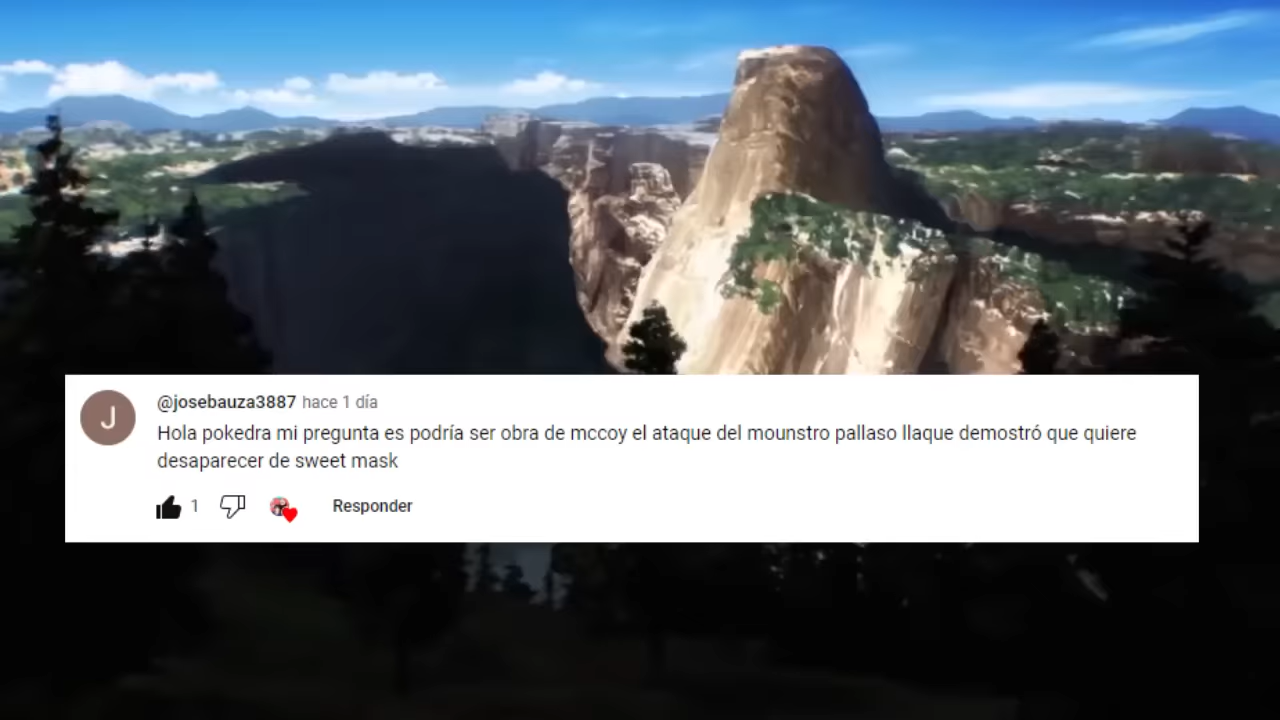 J
@josebauza3887 hace 1 día
Hola pokedra mi pregunta es podría ser obra de mccoy el ataque del mounstro pallaso llaque demostró que quiere
desaparecer de sweet mask
1 Responder